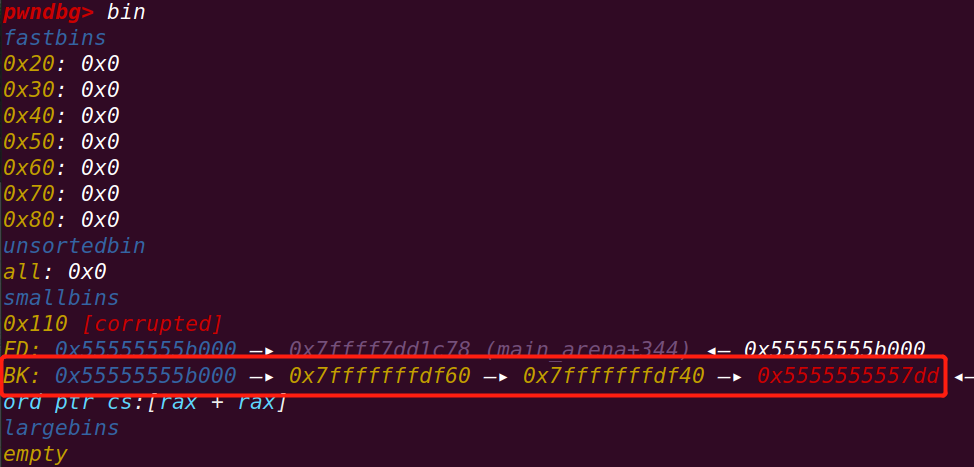 pwndbg> bin
fastbins
0x20: 0x0
0x30: 0x0
0x40: 0x0
0x50: 0x0
0x60: 0x0
0x70: 0x0
0x80: 0x0
unsortedbin
all: 0x0
smallbins
0x110 [corrupted]
FD: 0x55555555b000 —▸ 0x7ffff7dd1c78 (main_arena+344) ◂— 0x55555555b000
BK: 0x55555555b000 —▸ 0x7fffffffdf60 —▸ 0x7fffffffdf40 —▸ 0x5555555557dd ◂—
ord ptr cs:[rax + rax]
largebins
empty